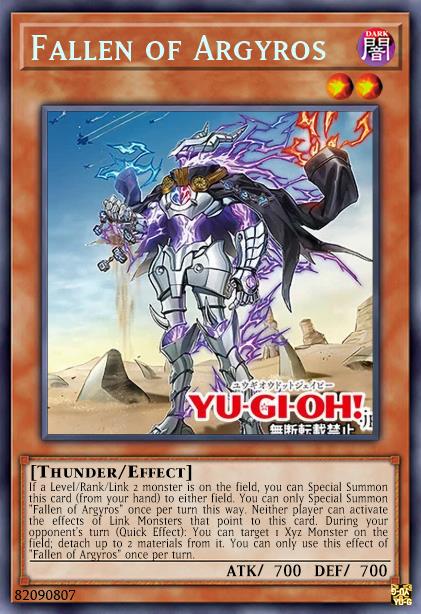 FALLEN OF ARGYROS
DARK
闇
ユウギオウドットジェイピー
YU-GI-OH!
無断転載禁止
[THUNDER/EFFECT]
If a Level/Rank/Link 2 monster is on the field, you can Special Summon
this card (from your hand) to either field. You can only Special Summon
"Fallen of Argyros" once per turn this way. Neither player can activate
the effects of Link Monsters that point to this card. During your
opponent's turn (Quick Effect): You can target 1 Xyz Monster on the
field; detach up to 2 materials from it. You can only use this effect of
"Fallen of Argyros" once per turn.
ATK/ 700 DEF/ 700
82090807